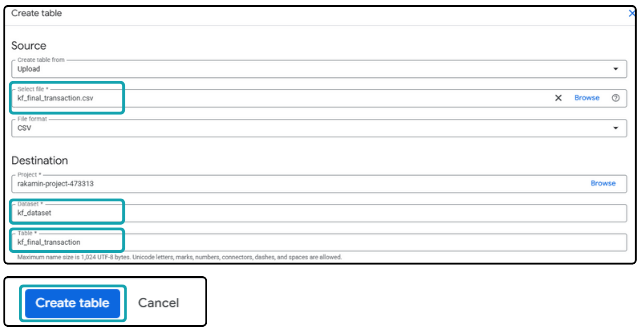 Create table
Source
Create table from
Upload
Select file *
kf_final_transaction.csv
Browse
File format
CSV
Destination
Project *
rakamin-project-473313
Browse
Dataset *
kf_dataset
Table *
kf_final_transaction
Maximum name size is 1,024 UTF-8 bytes. Unicode letters, marks, numbers, connectors, dashes, and spaces are allowed.
Create table Cancel